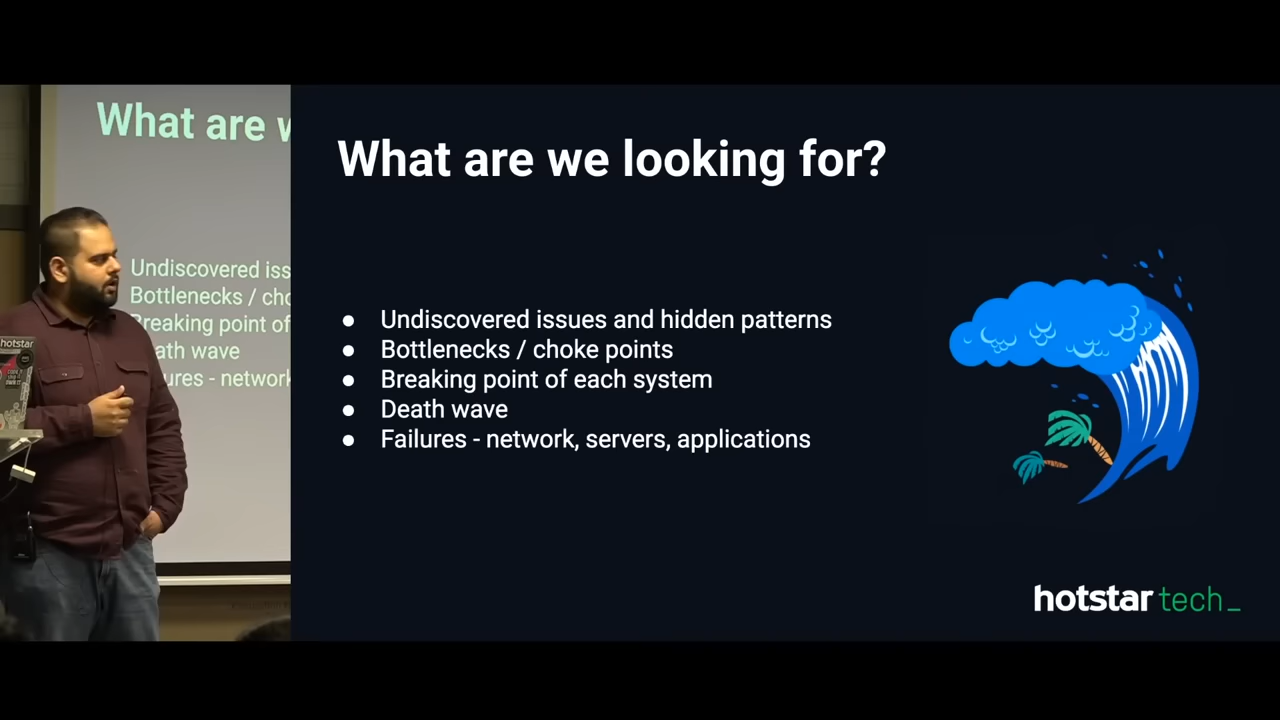 What are w
Undiscovered iss
Bottlenecks / cho
Breaking point of
ath wave
ures - network
hotstar
What are we looking for?
● Undiscovered issues and hidden patterns
● Bottlenecks / choke points
● Breaking point of each system
● Death wave
● Failures - network, servers, applications
hotstar tech_